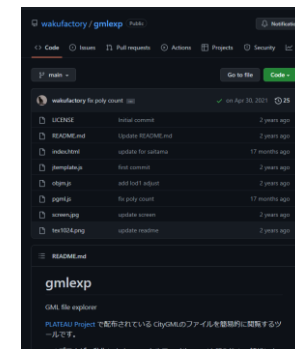 wakufactory / gmlexp Public
Notifications
Code Issues Pull requests Actions Projects Security
main
Go to file Code
wakufactory fix poly count ... on Apr 30, 2021 25
LICENSE Initial commit 2 years ago
README.md Update README.md 2 years ago
index.html update for saitama 17 months ago
jtemplate.js first commit 2 years ago
objm.js add lod1 adjust 2 years ago
pgml.js fix poly count 17 months ago
screen.jpg update screen 2 years ago
tex1024.png update readme 2 years ago
README.md
gmlexp
GML file explorer
PLATEAU Project で配布されている CityGMLのファイルを簡易的に閲覧するツ
ールです。